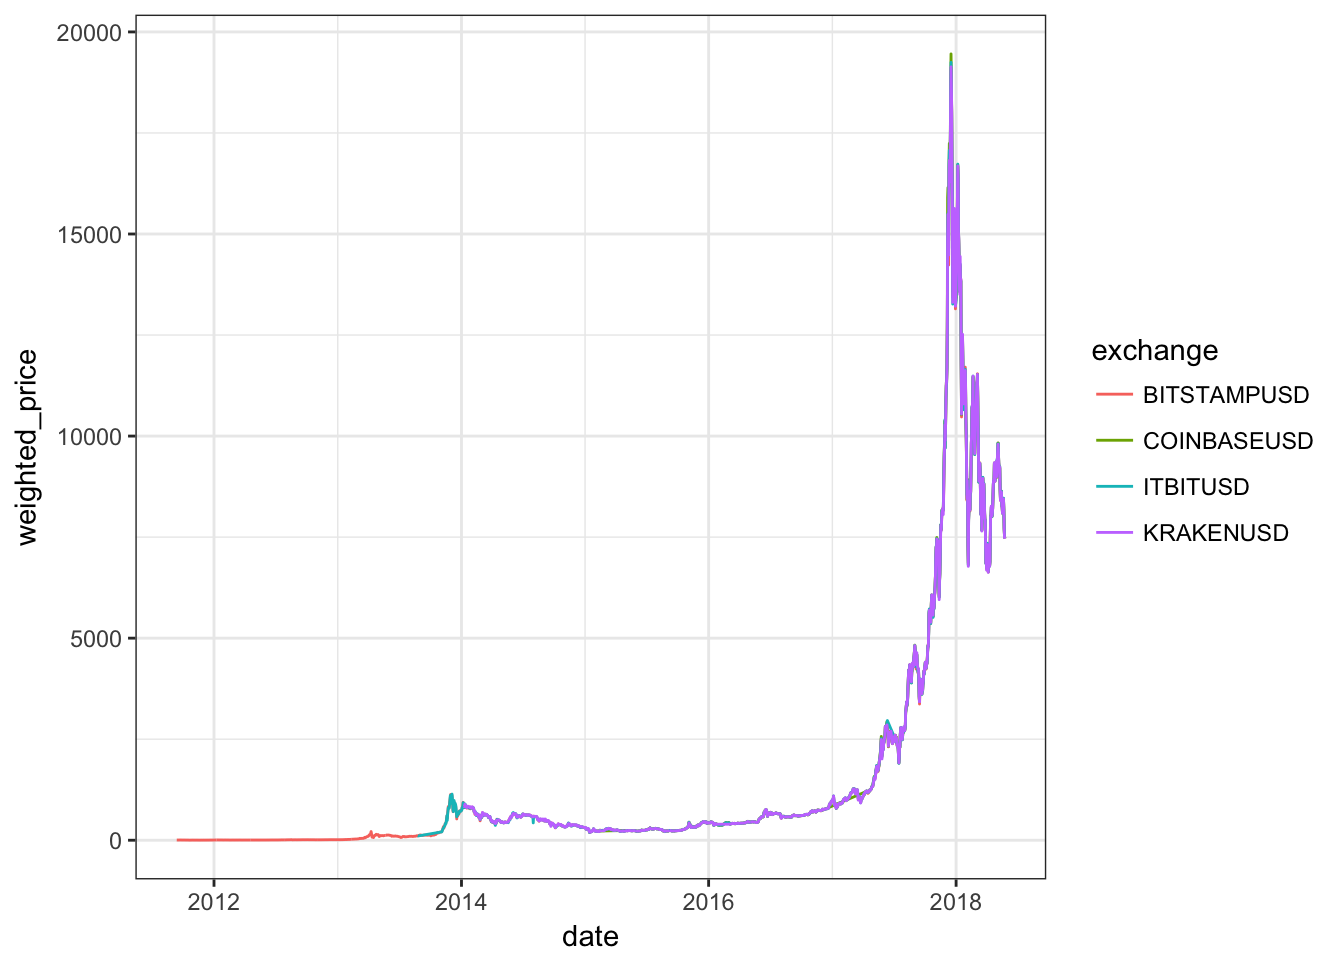 20000
15000
10000
5000
0
weighted_price
2012
2014
2016
2018
date
exchange
BITSTAMPUSD
COINBASEUSD
ITBITUSD
KRAKENUSD